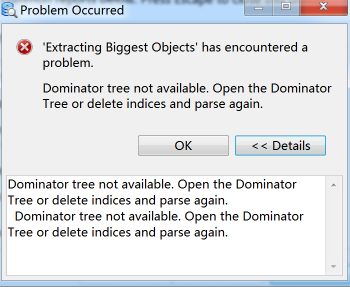 Problem Occurred
'Extracting Biggest Objects' has encountered a
problem.
Dominator tree not available. Open the Dominator
Tree or delete indices and parse again.
OK
<< Details
Dominator tree not available. Open the Dominator
Tree or delete indices and parse again.
Dominator tree not available. Open the Dominator
Tree or delete indices and parse again.